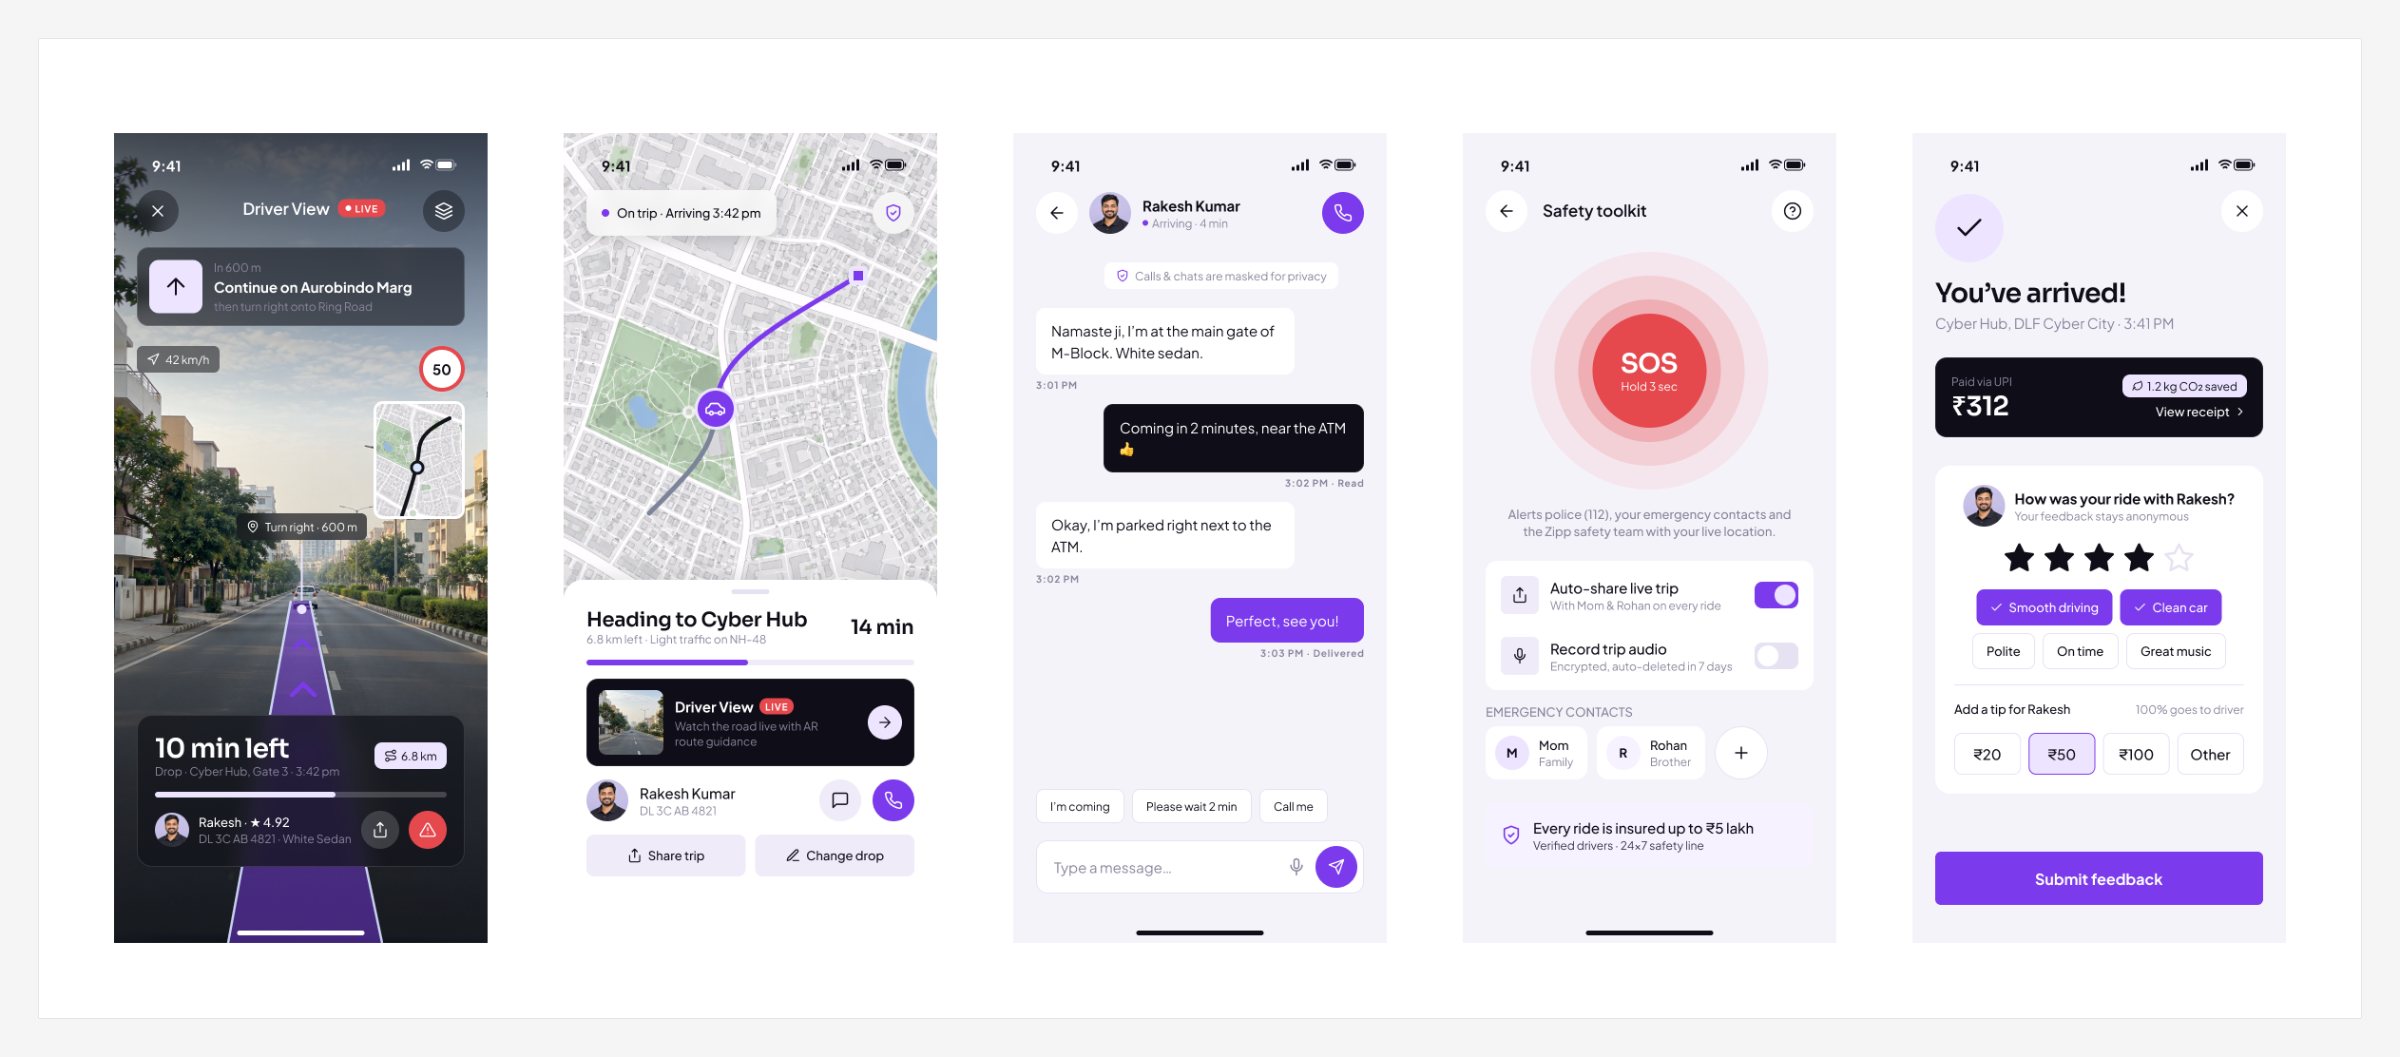 9:41
Driver View
LIVE
In 600 m
Continue on Aurobindo Marg
then turn right onto Ring Road
42 km/h
50
Turn right · 600 m
10 min left
6.8 km
Drop · Cyber Hub, Gate 3 · 3:42 pm
Rakesh · ★ 4.92
DL 3C AB 4821 · White Sedan
9:41
On trip · Arriving 3:42 pm
Heading to Cyber Hub
14 min
6.8 km left · Light traffic on NH-48
Driver View
LIVE
Watch the road live with AR
route guidance
Rakesh Kumar
DL 3C AB 4821
Share trip
Change drop
9:41
Rakesh Kumar
Arriving · 4 min
Calls & chats are masked for privacy
Namaste ji, I'm at the main gate of
M-Block. White sedan.
3:01 PM
Coming in 2 minutes, near the ATM
👍
3:02 PM · Read
Okay, I'm parked right next to the
ATM.
3:02 PM
Perfect, see you!
3:03 PM · Delivered
I'm coming
Please wait 2 min
Call me
Type a message...
9:41
Safety toolkit
SOS
Hold 3 sec
Alerts police (112), your emergency contacts and
the Zipp safety team with your live location.
Auto-share live trip
With Mom & Rohan on every ride
Record trip audio
Encrypted, auto-deleted in 7 days
EMERGENCY CONTACTS
M
Mom
Family
R
Rohan
Brother
Every ride is insured up to ₹5 lakh
Verified drivers · 24×7 safety line
9:41
You've arrived!
Cyber Hub, DLF Cyber City · 3:41 PM
Paid via UPI
₹312
1.2 kg CO₂ saved
View receipt
How was your ride with Rakesh?
Your feedback stays anonymous
Smooth driving
Clean car
Polite
On time
Great music
Add a tip for Rakesh
100% goes to driver
₹20
₹50
₹100
Other
Submit feedback